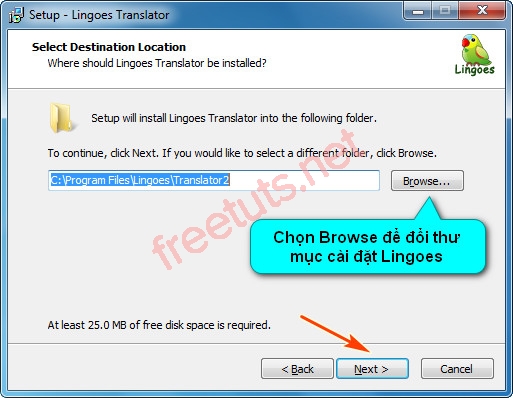 Setup - Lingoes Translator
Select Destination Location
Where should Lingoes Translator be installed?
Lingoes
Setup will install Lingoes Translator into the following folder.
To continue, click Next. If you would like to select a different folder, click Browse.
C:\Program Files\Lingoes\Translator2
Browse...
freetuts.net
Chọn Browse để đổi thư
mục cài đặt Lingoes
At least 25.0 MB of free disk space is required.
< Back
Next >
Cancel